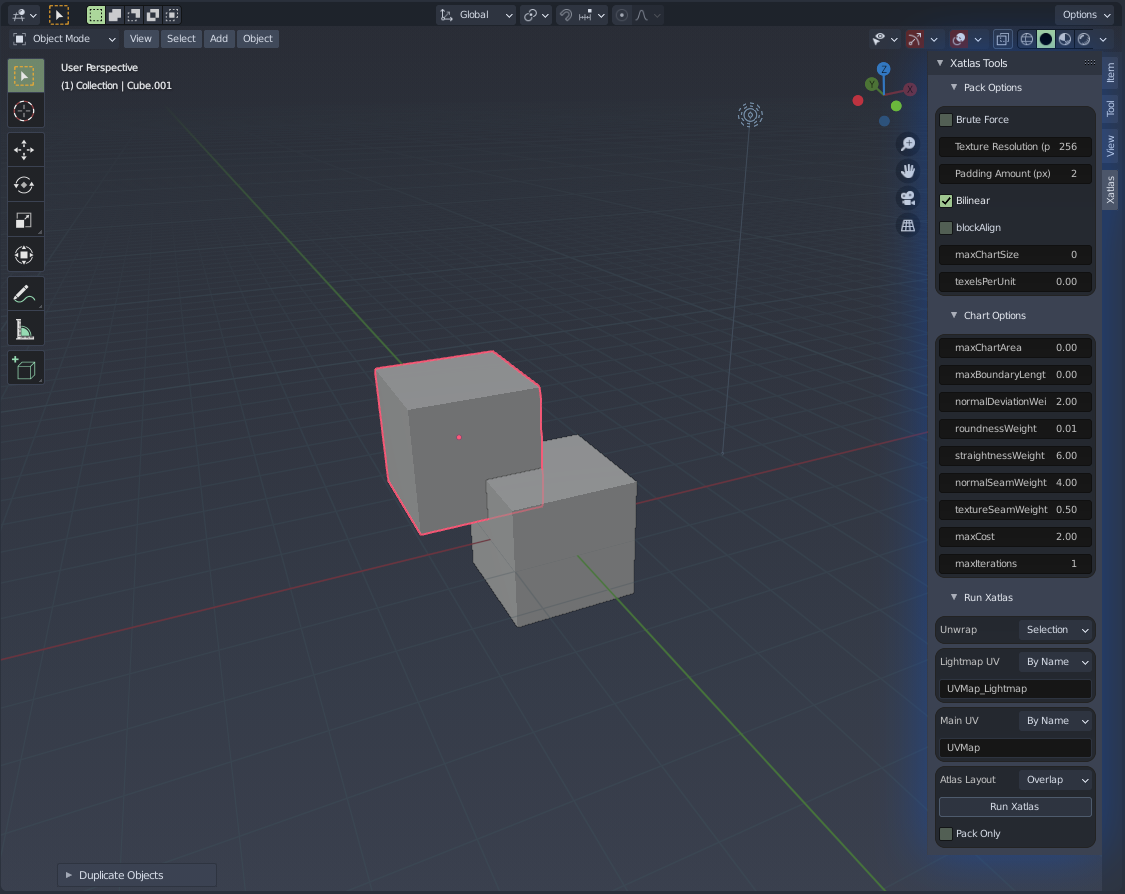 Global
Options
Object Mode
View
Select
Add
Object
User Perspective
(1) Collection | Cube.001
Z
Y
X
Item
Tool
View
Xatlas
Xatlas Tools
Pack Options
Brute Force
Texture Resolution (p 256
Padding Amount (px) 2
Bilinear
blockAlign
maxChartSize 0
texelsPerUnit 0.00
Chart Options
maxChartArea 0.00
maxBoundaryLengt 0.00
normalDeviationWei 2.00
roundnessWeight 0.01
straightnessWeight 6.00
normalSeamWeight 4.00
textureSeamWeight 0.50
maxCost 2.00
maxIterations 1
Run Xatlas
Unwrap Selection
Lightmap UV By Name
UVMap_Lightmap
Main UV By Name
UVMap
Atlas Layout Overlap
Run Xatlas
Pack Only
Duplicate Objects